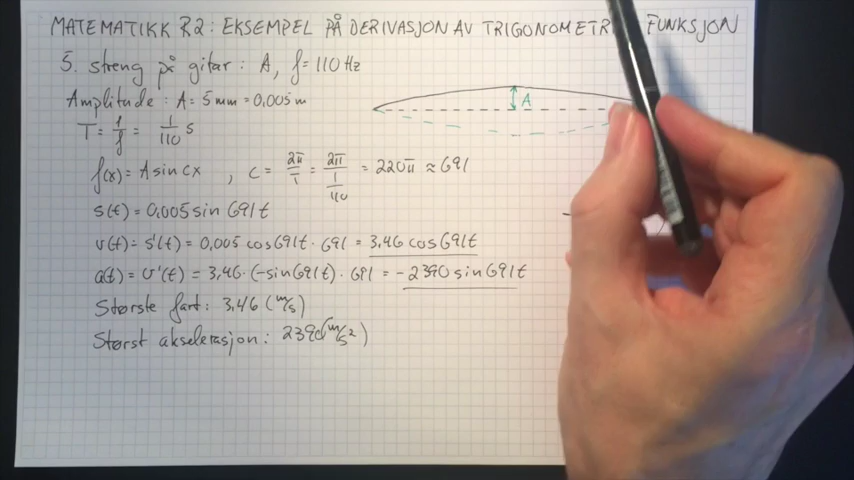 MATEMATIKK R2: EKSEMPEL PÅ DERIVASJON AV TRIGONOMETR FUNKSJON
5. streng på gitar: A, f = 110 Hz
Amplitude: A = 5 mm = 0,005 m
A
T = 1/f = 1/110 s
f(x) = A sin cx , c = 2π/T = 2π/(1/110) = 220π ≈ 691
s(t) = 0,005 sin 691t
v(t) = s'(t) = 0,005 cos 691t · 691 = 3,46 cos 691t
a(t) = v'(t) = 3,46 · (-sin 691t) · 691 = -2390 sin 691t
Største fart: 3,46 (m/s)
Størst akselerasjon: 2390 (m/s²)